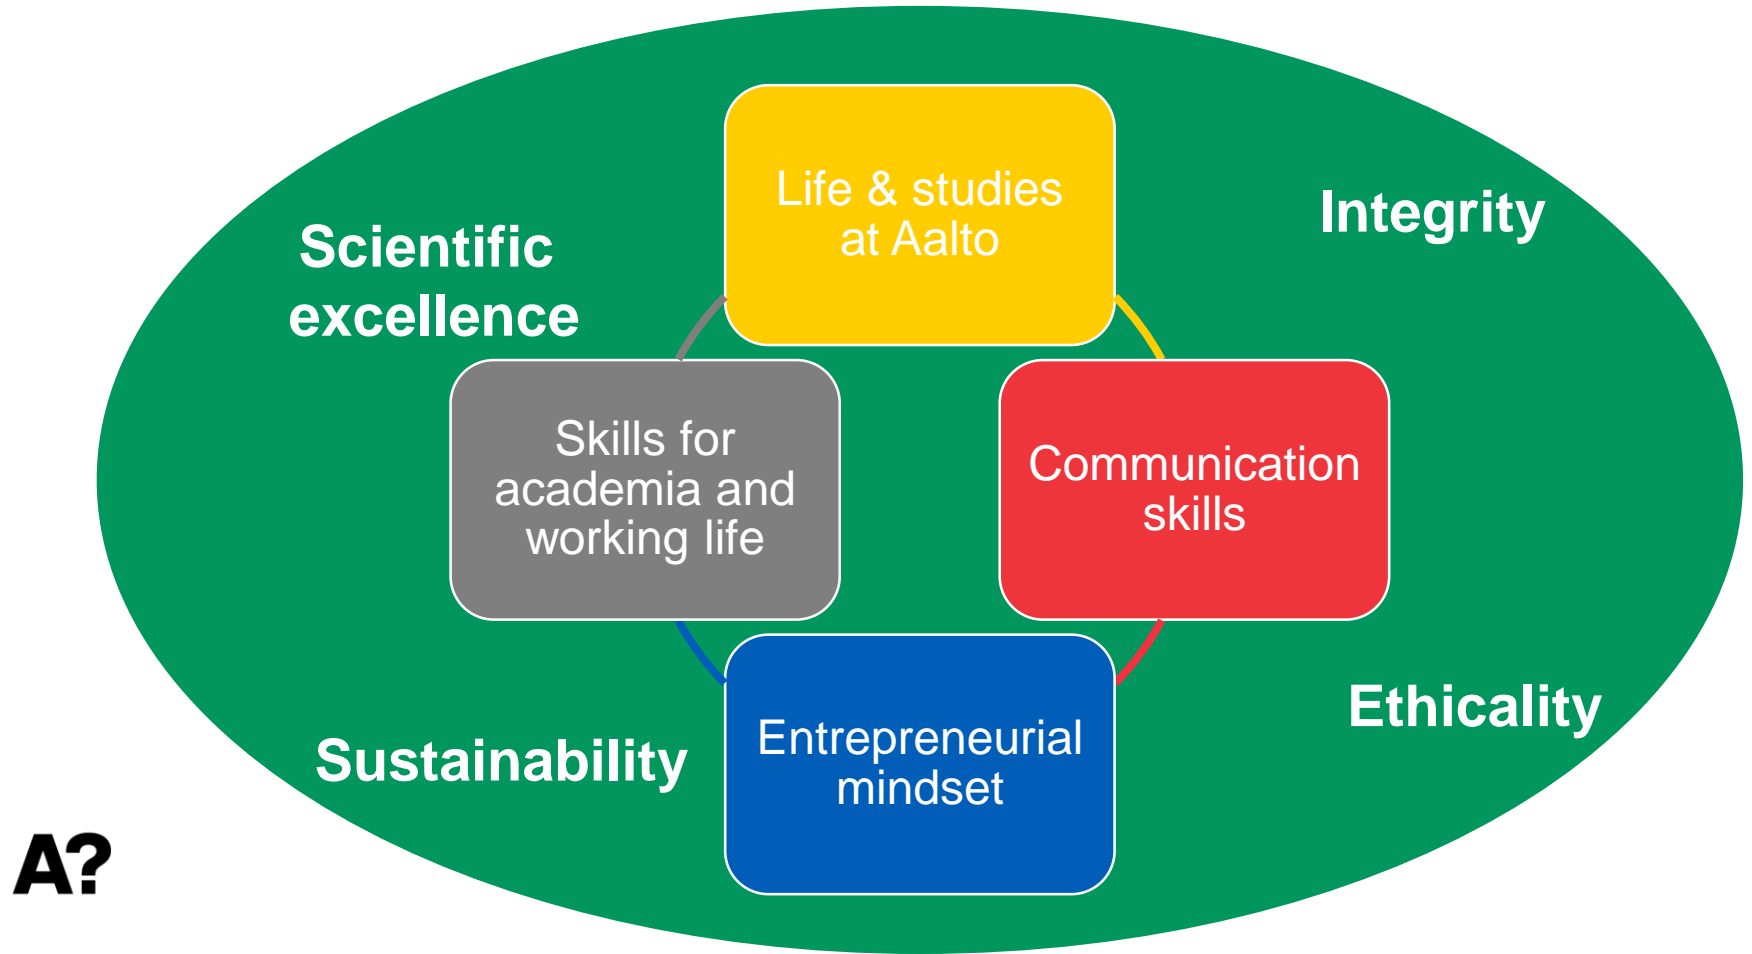 Life & studies
at Aalto
Integrity
Scientific
excellence
Skills for
academia and
working life
Communication
skills
Ethicality
Entrepreneurial
mindset
Sustainability
A?